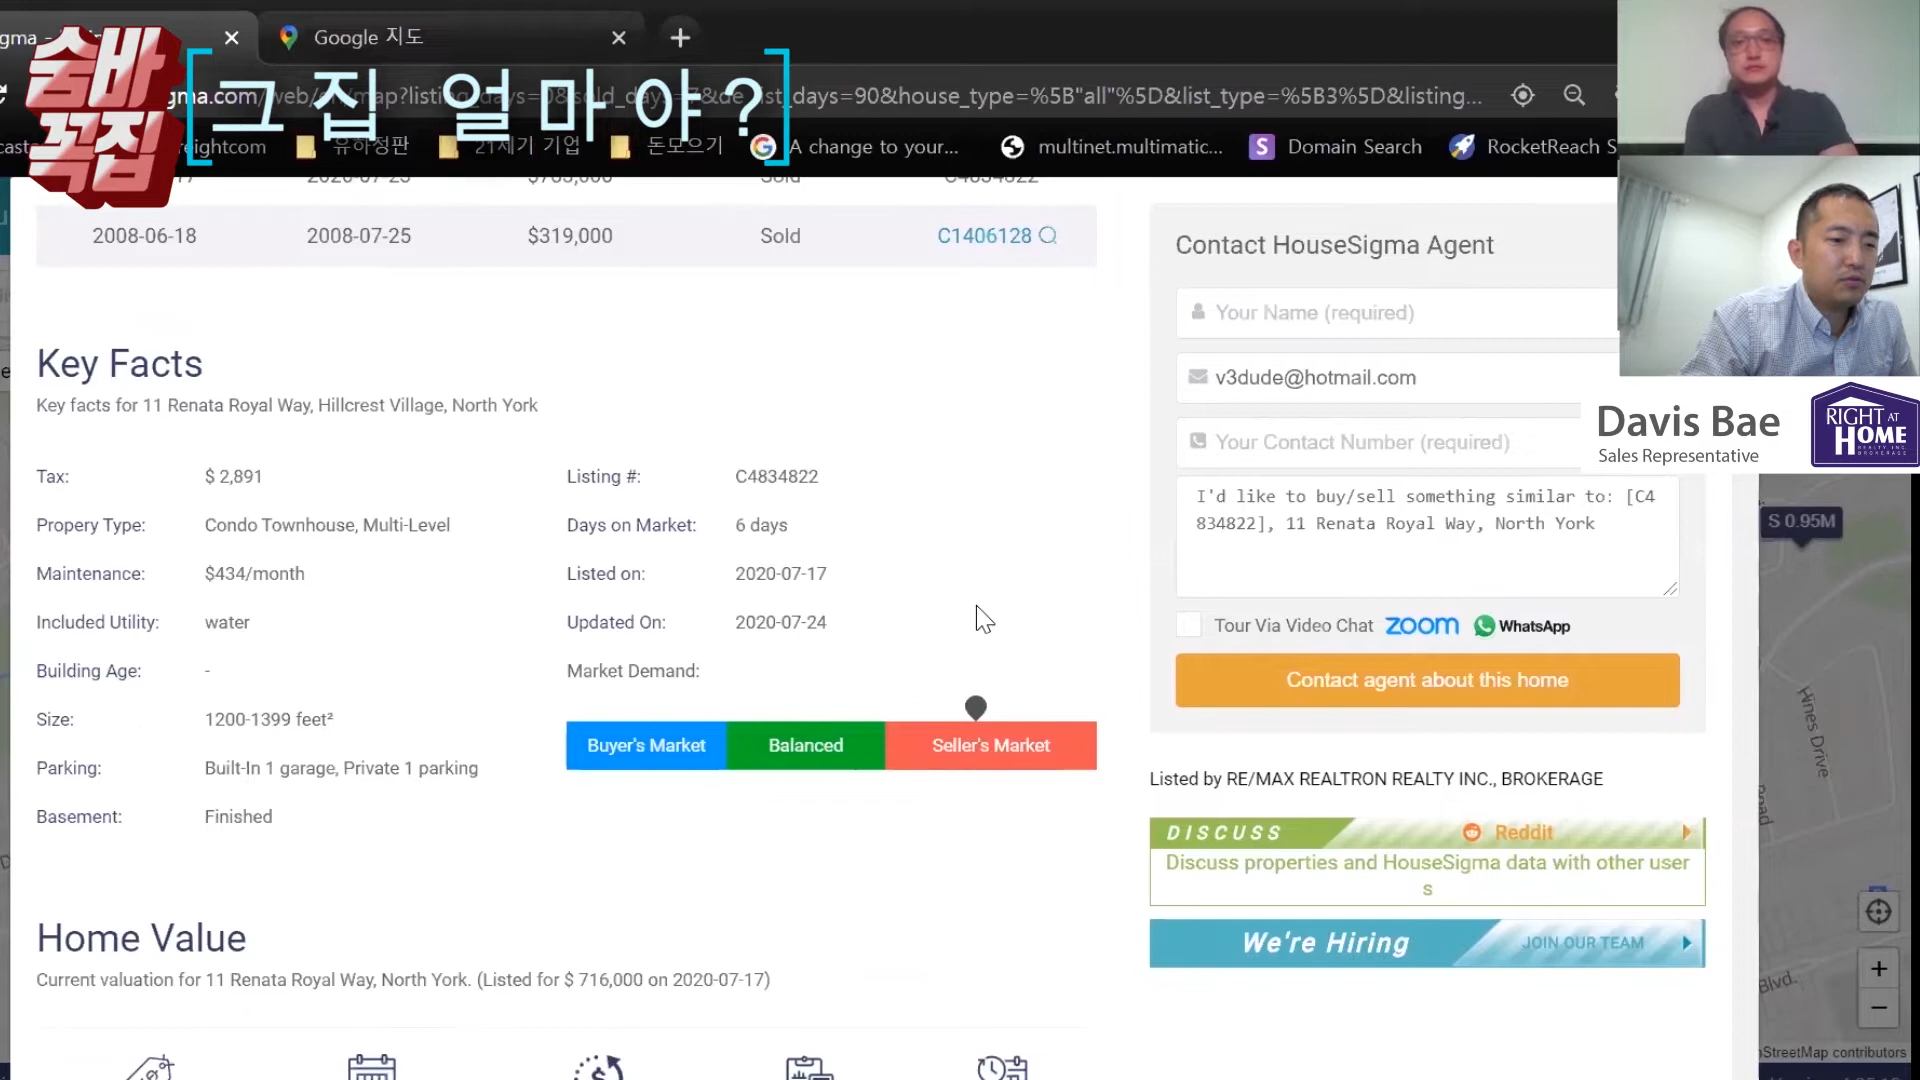 Google 지도
숨바
꼭집
그 집 얼마야?
gma.com/web/en/map?
days=90&house_type=%5B"all"%5D&list_type=%5B3%5D&listing...
유하정판
21세기 기업
돈모으기
A change to your...
multinet.multimatic...
Domain Search
RocketReach S
2008-06-18 2008-07-25 $319,000 Sold C1406128
Key Facts
Key facts for 11 Renata Royal Way, Hillcrest Village, North York
Tax: $ 2,891
Propery Type: Condo Townhouse, Multi-Level
Maintenance: $434/month
Included Utility: water
Building Age: -
Size: 1200-1399 feet²
Parking: Built-In 1 garage, Private 1 parking
Basement: Finished
Listing #: C4834822
Days on Market: 6 days
Listed on: 2020-07-17
Updated On: 2020-07-24
Market Demand:
Buyer's Market Balanced Seller's Market
Home Value
Current valuation for 11 Renata Royal Way, North York. (Listed for $ 716,000 on 2020-07-17)
Contact HouseSigma Agent
Your Name (required)
v3dude@hotmail.com
Your Contact Number (required)
I'd like to buy/sell something similar to: [C4
834822], 11 Renata Royal Way, North York
Tour Via Video Chat zoom WhatsApp
Contact agent about this home
Listed by RE/MAX REALTRON REALTY INC., BROKERAGE
DISCUSS Reddit
Discuss properties and HouseSigma data with other user
s
We're Hiring JOIN OUR TEAM
Davis Bae
Sales Representative
RIGHT AT
HOME
REALTY INC.
BROKERAGE
S 0.95M
Hines Drive
Blvd.
StreetMap contributors